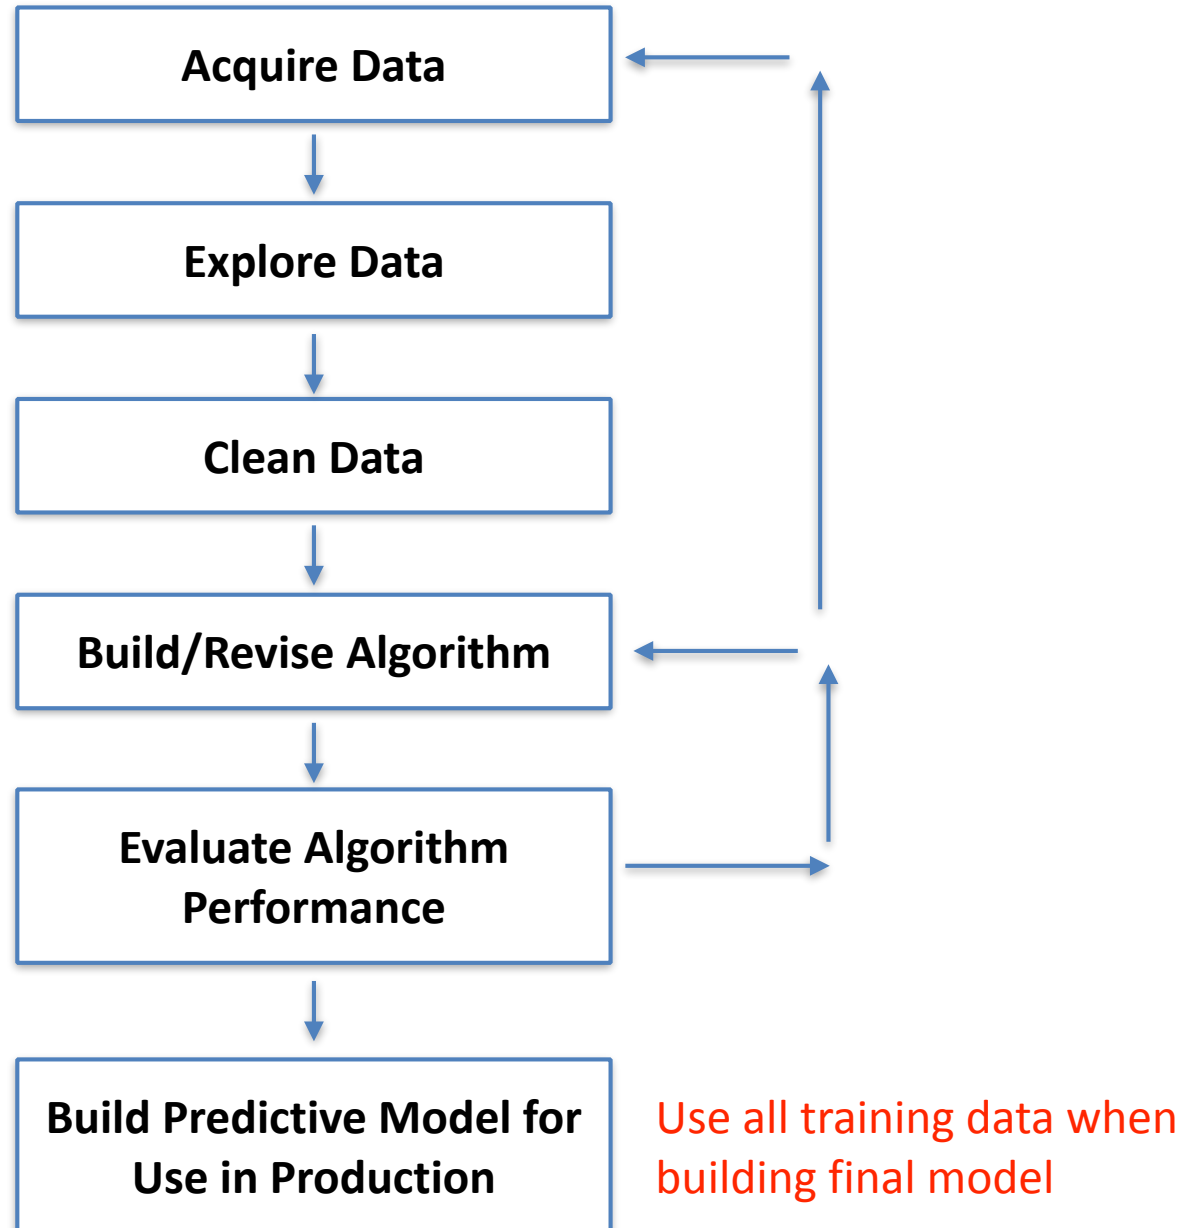 Acquire Data
Explore Data
Clean Data
Build/Revise Algorithm
Evaluate Algorithm
Performance
Build Predictive Model for
Use in Production
Use all training data when
building final model